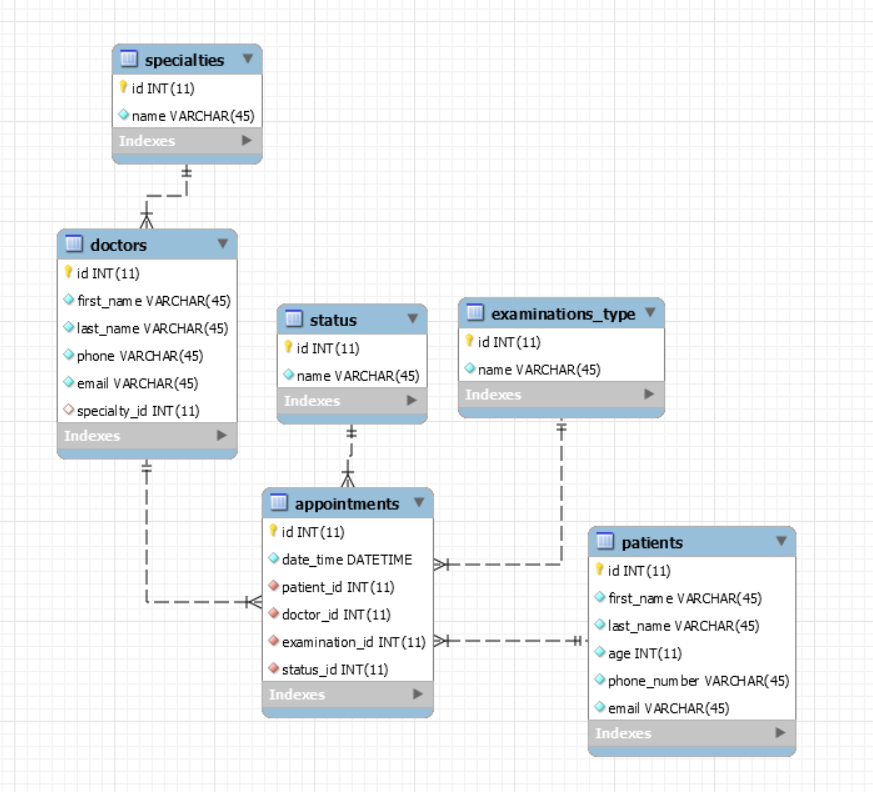 specialties
id INT(11)
name VARCHAR(45)
Indexes
doctors
id INT(11)
first_name VARCHAR(45)
last_name VARCHAR(45)
phone VARCHAR(45)
email VARCHAR(45)
specialty_id INT(11)
Indexes
status
id INT(11)
name VARCHAR(45)
Indexes
examinations_type
id INT(11)
name VARCHAR(45)
Indexes
appointments
id INT(11)
date_time DATETIME
patient_id INT(11)
doctor_id INT(11)
examination_id INT(11)
status_id INT(11)
Indexes
patients
id INT(11)
first_name VARCHAR(45)
last_name VARCHAR(45)
age INT(11)
phone_number VARCHAR(45)
email VARCHAR(45)
Indexes